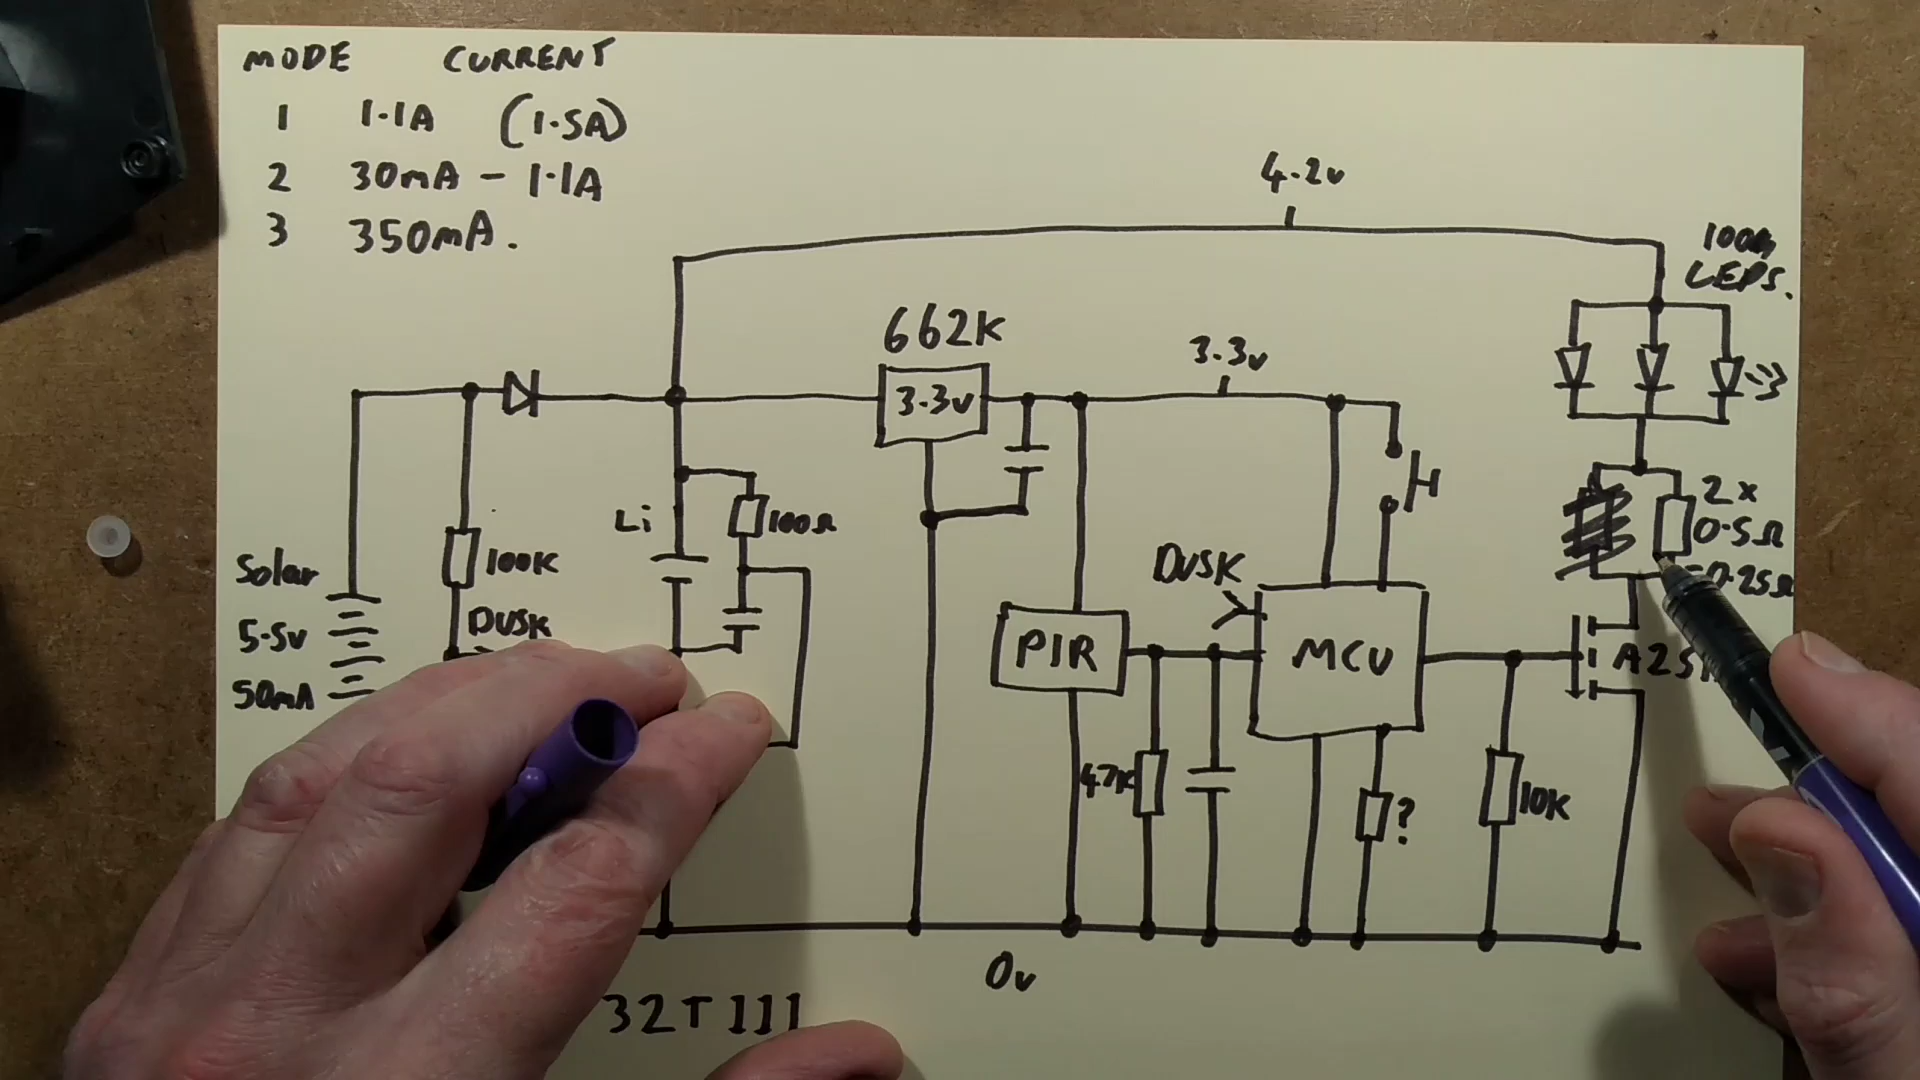 MODE CURRENT
1 1.1A (1.5A)
2 30mA - 1.1A
3 350mA.
4.2v
LEDS.
662K
3.3v
3.3v
Li
100Ω
100K
Solar
5.5v
50mA
DUSK
DUSK
PIR
MCU
47K
?
10K
2x
0.5Ω
=0.25Ω
0v
32T111